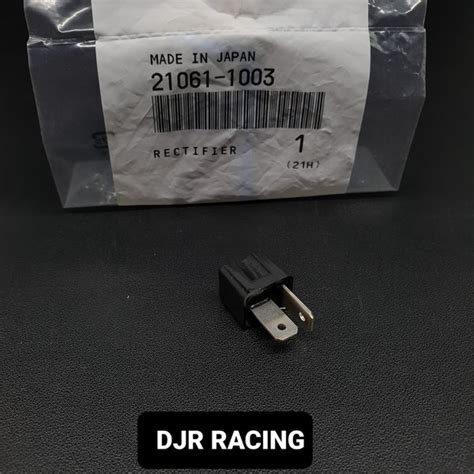 MADE IN JAPAN
21061-1003
RECTIFIER 1
(21H)
DJR RACING